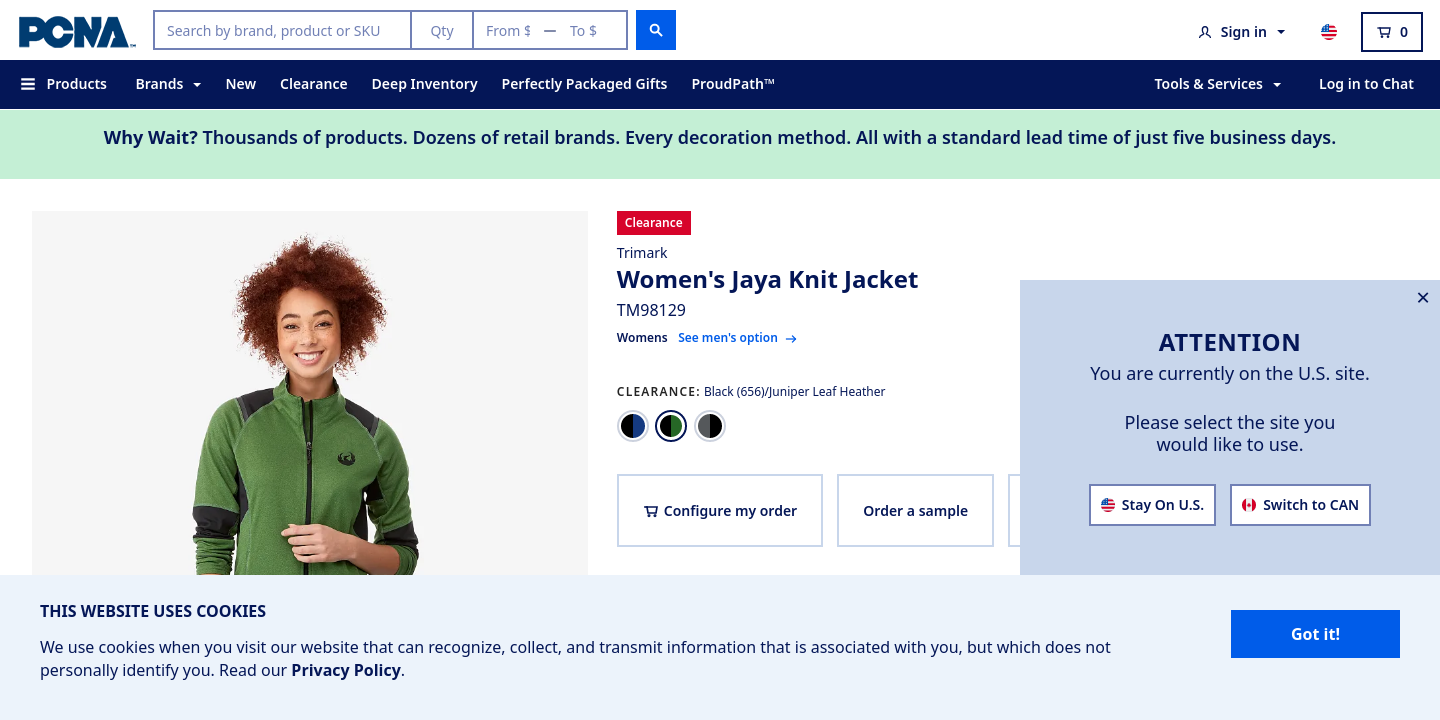 PCNA™
Search by brand, product or SKU
Qty
From $ — To $
Sign in
0
Products
Brands
New
Clearance
Deep Inventory
Perfectly Packaged Gifts
ProudPath™
Tools & Services
Log in to Chat
Why Wait? Thousands of products. Dozens of retail brands. Every decoration method. All with a standard lead time of just five business days.
Clearance
Trimark
Women's Jaya Knit Jacket
TM98129
Womens See men's option →
CLEARANCE: Black (656)/Juniper Leaf Heather
Configure my order
Order a sample
ATTENTION
You are currently on the U.S. site.
Please select the site you
would like to use.
Stay On U.S.
Switch to CAN
THIS WEBSITE USES COOKIES
We use cookies when you visit our website that can recognize, collect, and transmit information that is associated with you, but which does not
personally identify you. Read our Privacy Policy.
Got it!